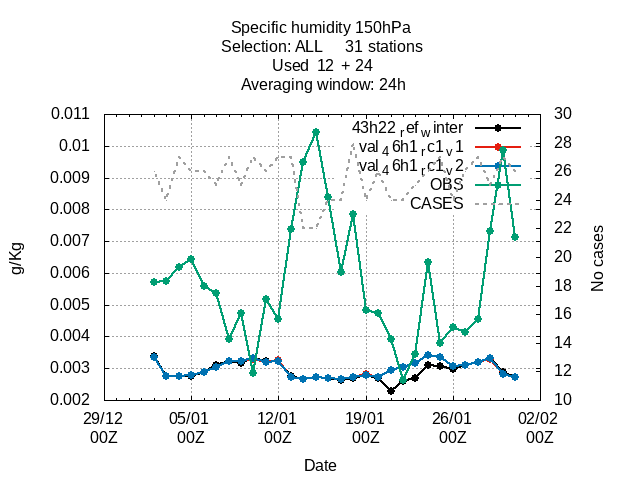 Specific humidity 150hPa
Selection: ALL 31 stations
Used 12 + 24
Averaging window: 24h
0.011 30
43h22refwinter
0.01 28
val46h1rc1v1
val46h1rc1v2
0.009 26
OBS
CASES
0.008 24
22
0.007
20
0.006 18
0.005 16
0.004 14
0.003 12
0.002 10
g/Kg
No cases
29/12 05/01 12/01 19/01 26/01 02/02
00Z 00Z 00Z 00Z 00Z 00Z
Date